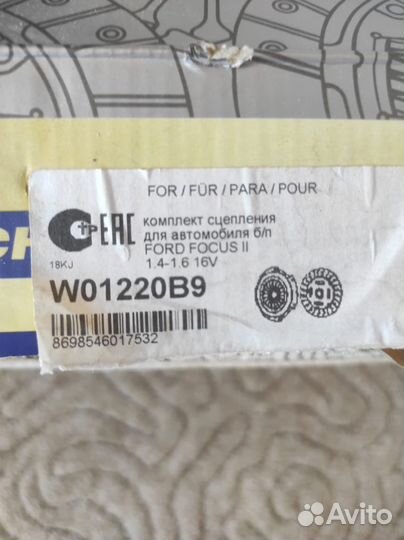 FOR / FÜR / PARA / POUR
EAC
комплект сцепления
для автомобиля б/п
FORD FOCUS II
1.4-1.6 16V
18KJ
W01220B9
8698546017532
Avito